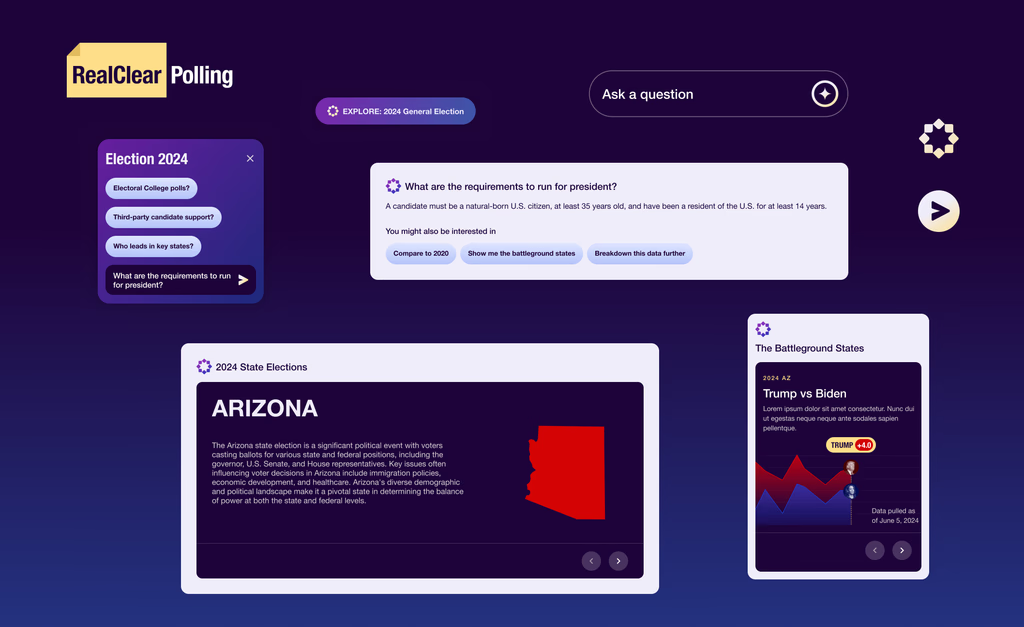 RealClear Polling
EXPLORE: 2024 General Election
Ask a question
Election 2024
Electoral College polls?
Third-party candidate support?
Who leads in key states?
What are the requirements to run
for president?
What are the requirements to run for president?
A candidate must be a natural-born U.S. citizen, at least 35 years old, and have been a resident of the U.S. for at least 14 years.
You might also be interested in
Compare to 2020
Show me the battleground states
Breakdown this data further
2024 State Elections
ARIZONA
The Arizona state election is a significant political event with voters
casting ballots for various state and federal positions, including the
governor, U.S. Senate, and House representatives. Key issues often
influencing voter decisions in Arizona include immigration policies,
economic development, and healthcare. Arizona's diverse demographic
and political landscape make it a pivotal state in determining the balance
of power at both the state and federal levels.
The Battleground States
2024 AZ
Trump vs Biden
Lorem ipsum dolor sit amet consectetur. Nunc dui
ut egestas neque neque ante sodales sapien
pellentque.
TRUMP +4.0
Data pulled as
of June 5, 2024